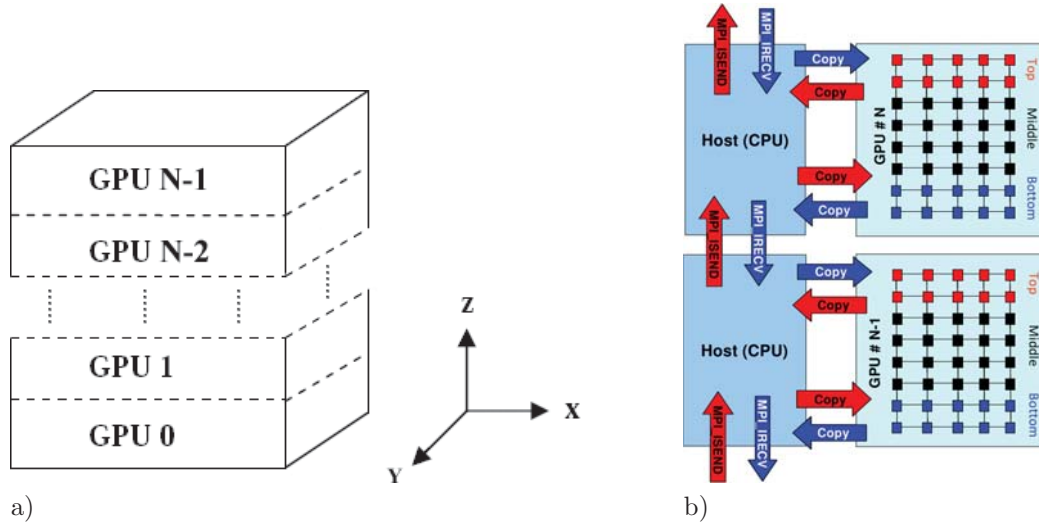 GPU N-1
GPU N-2
GPU 1
GPU 0
Z
X
Y
a)
MPI_ISEND
MPI_IRECV
Copy
Copy
Host (CPU)
Copy
Copy
GPU # N
Top
Middle
Bottom
MPI_ISEND
MPI_IRECV
Copy
Copy
Host (CPU)
Copy
Copy
GPU # N-1
Top
Middle
Bottom
MPI_ISEND
MPI_IRECV
b)